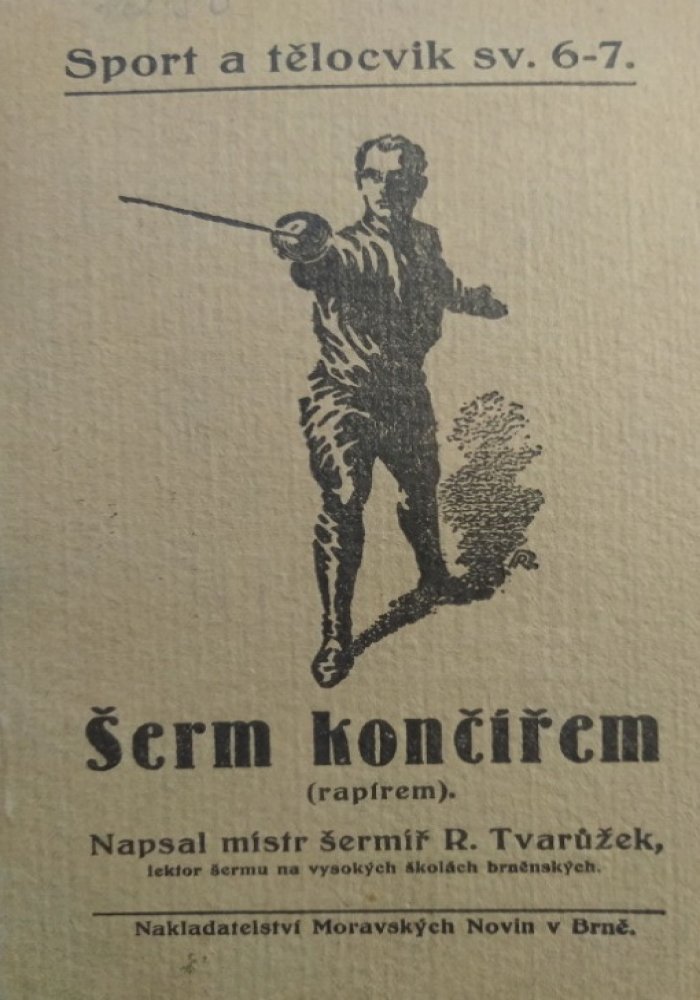 Sport a tělocvik sv. 6-7.
R
Šerm končířem
(rapírem).
Napsal mistr šermíř R. Tvarůžek,
lektor šermu na vysokých školách brněnských.
Nakladatelství Moravských Novin v Brně.